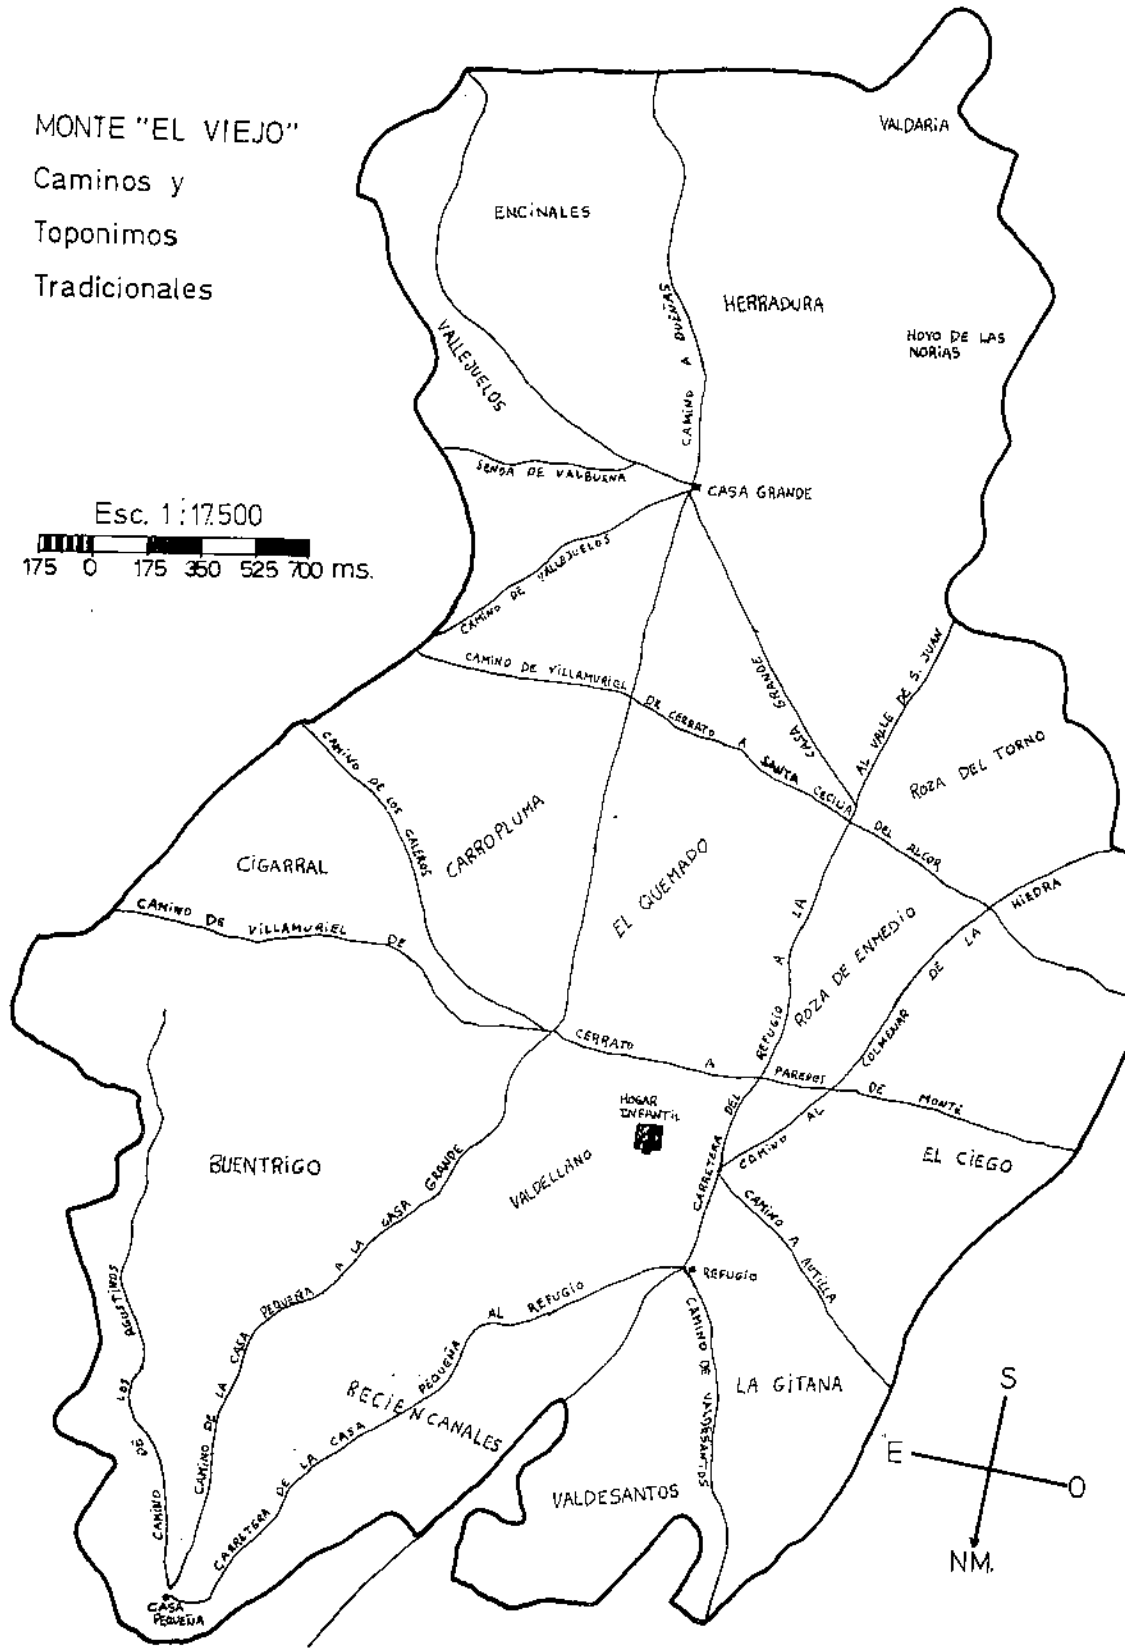 MONTE "EL VIEJO"
Caminos y
Toponimos
Tradicionales
VALDARIA
ENCINALES
HERRADURA
HOYO DE LAS
NORIAS
VALLEJUELOS
CAMINO A DUEÑAS
SENDA DE VALBUENA
CASA GRANDE
Esc. 1:17.500
175 0 175 350 525 700 ms.
CAMINO DE VALLEJUELOS
CAMINO DE VILLAMURIEL DE CERRATO A SANTA CECILIA DEL ALCOR
CASA GRANDE
AL VALLE DE S. JUAN
ROZA DEL TORNO
CAMINO DE LOS CALEROS
CARROPLUMA
CIGARRAL
EL QUEMADO
CAMINO DE VILLAMURIEL DE CERRATO A PAREDES DE MONTE
ROZA DE ENMEDIO
CAMINO AL COLMENAR DE LA HIEDRA
CARRETERA DEL REFUGIO A LA
HOGAR
INFANTIL
BUENTRIGO
VALDELLANO
EL CIEGO
CAMINO A AUTILLA
CAMINO DE LOS AGUSTINOS
CAMINO DE LA CASA PEQUEÑA A LA CASA GRANDE
REFUGIO
CARRETERA DE LA CASA PEQUEÑA AL REFUGIO
CAMINO DE VALDESANTOS
LA GITANA
RECIENCANALES
VALDESANTOS
CASA
PEQUEÑA
S
E
O
NM.